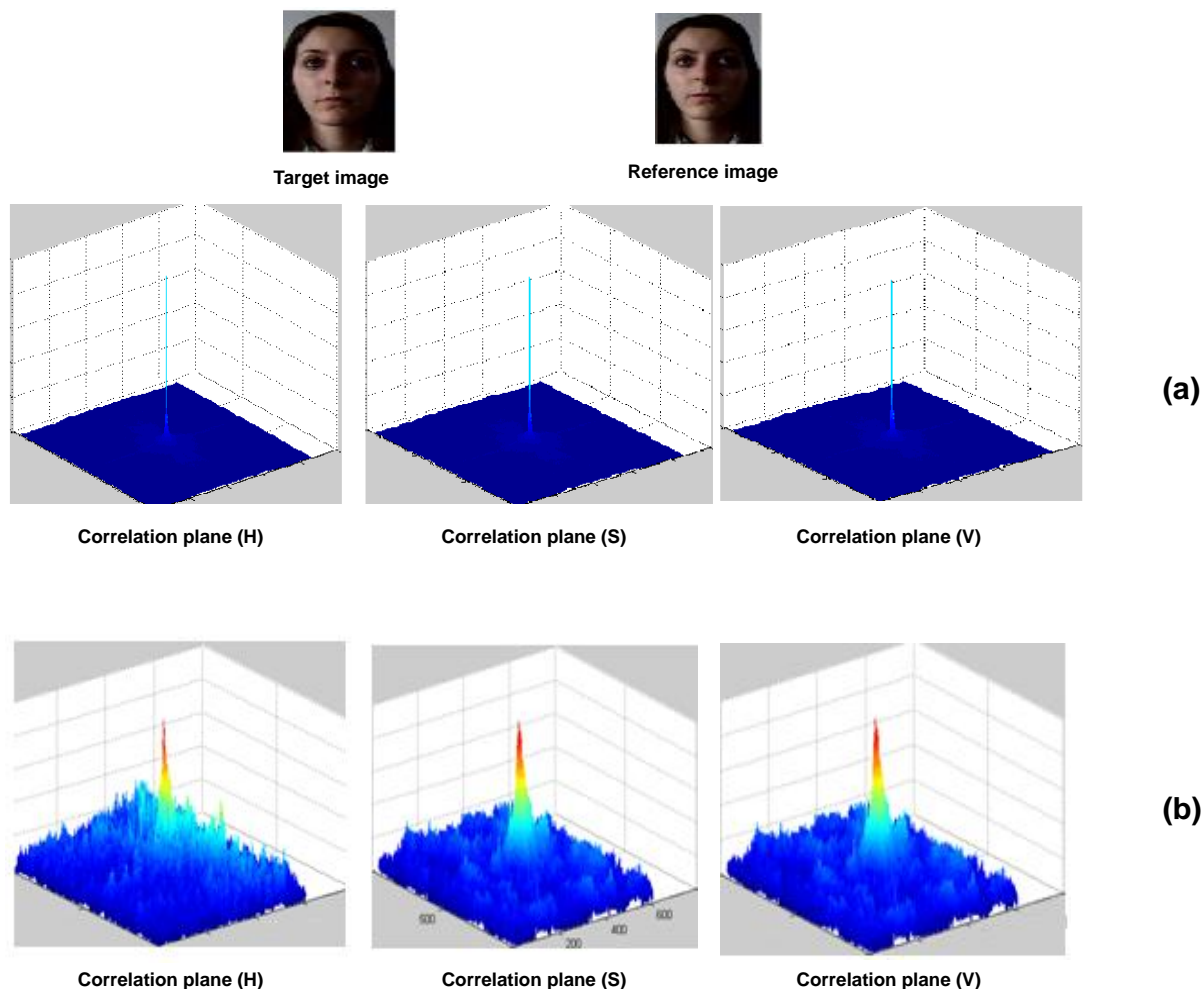 Target image
Reference image
(a)
Correlation plane (H)
Correlation plane (S)
Correlation plane (V)
(b)
200
400
600
Correlation plane (H)
Correlation plane (S)
Correlation plane (V)